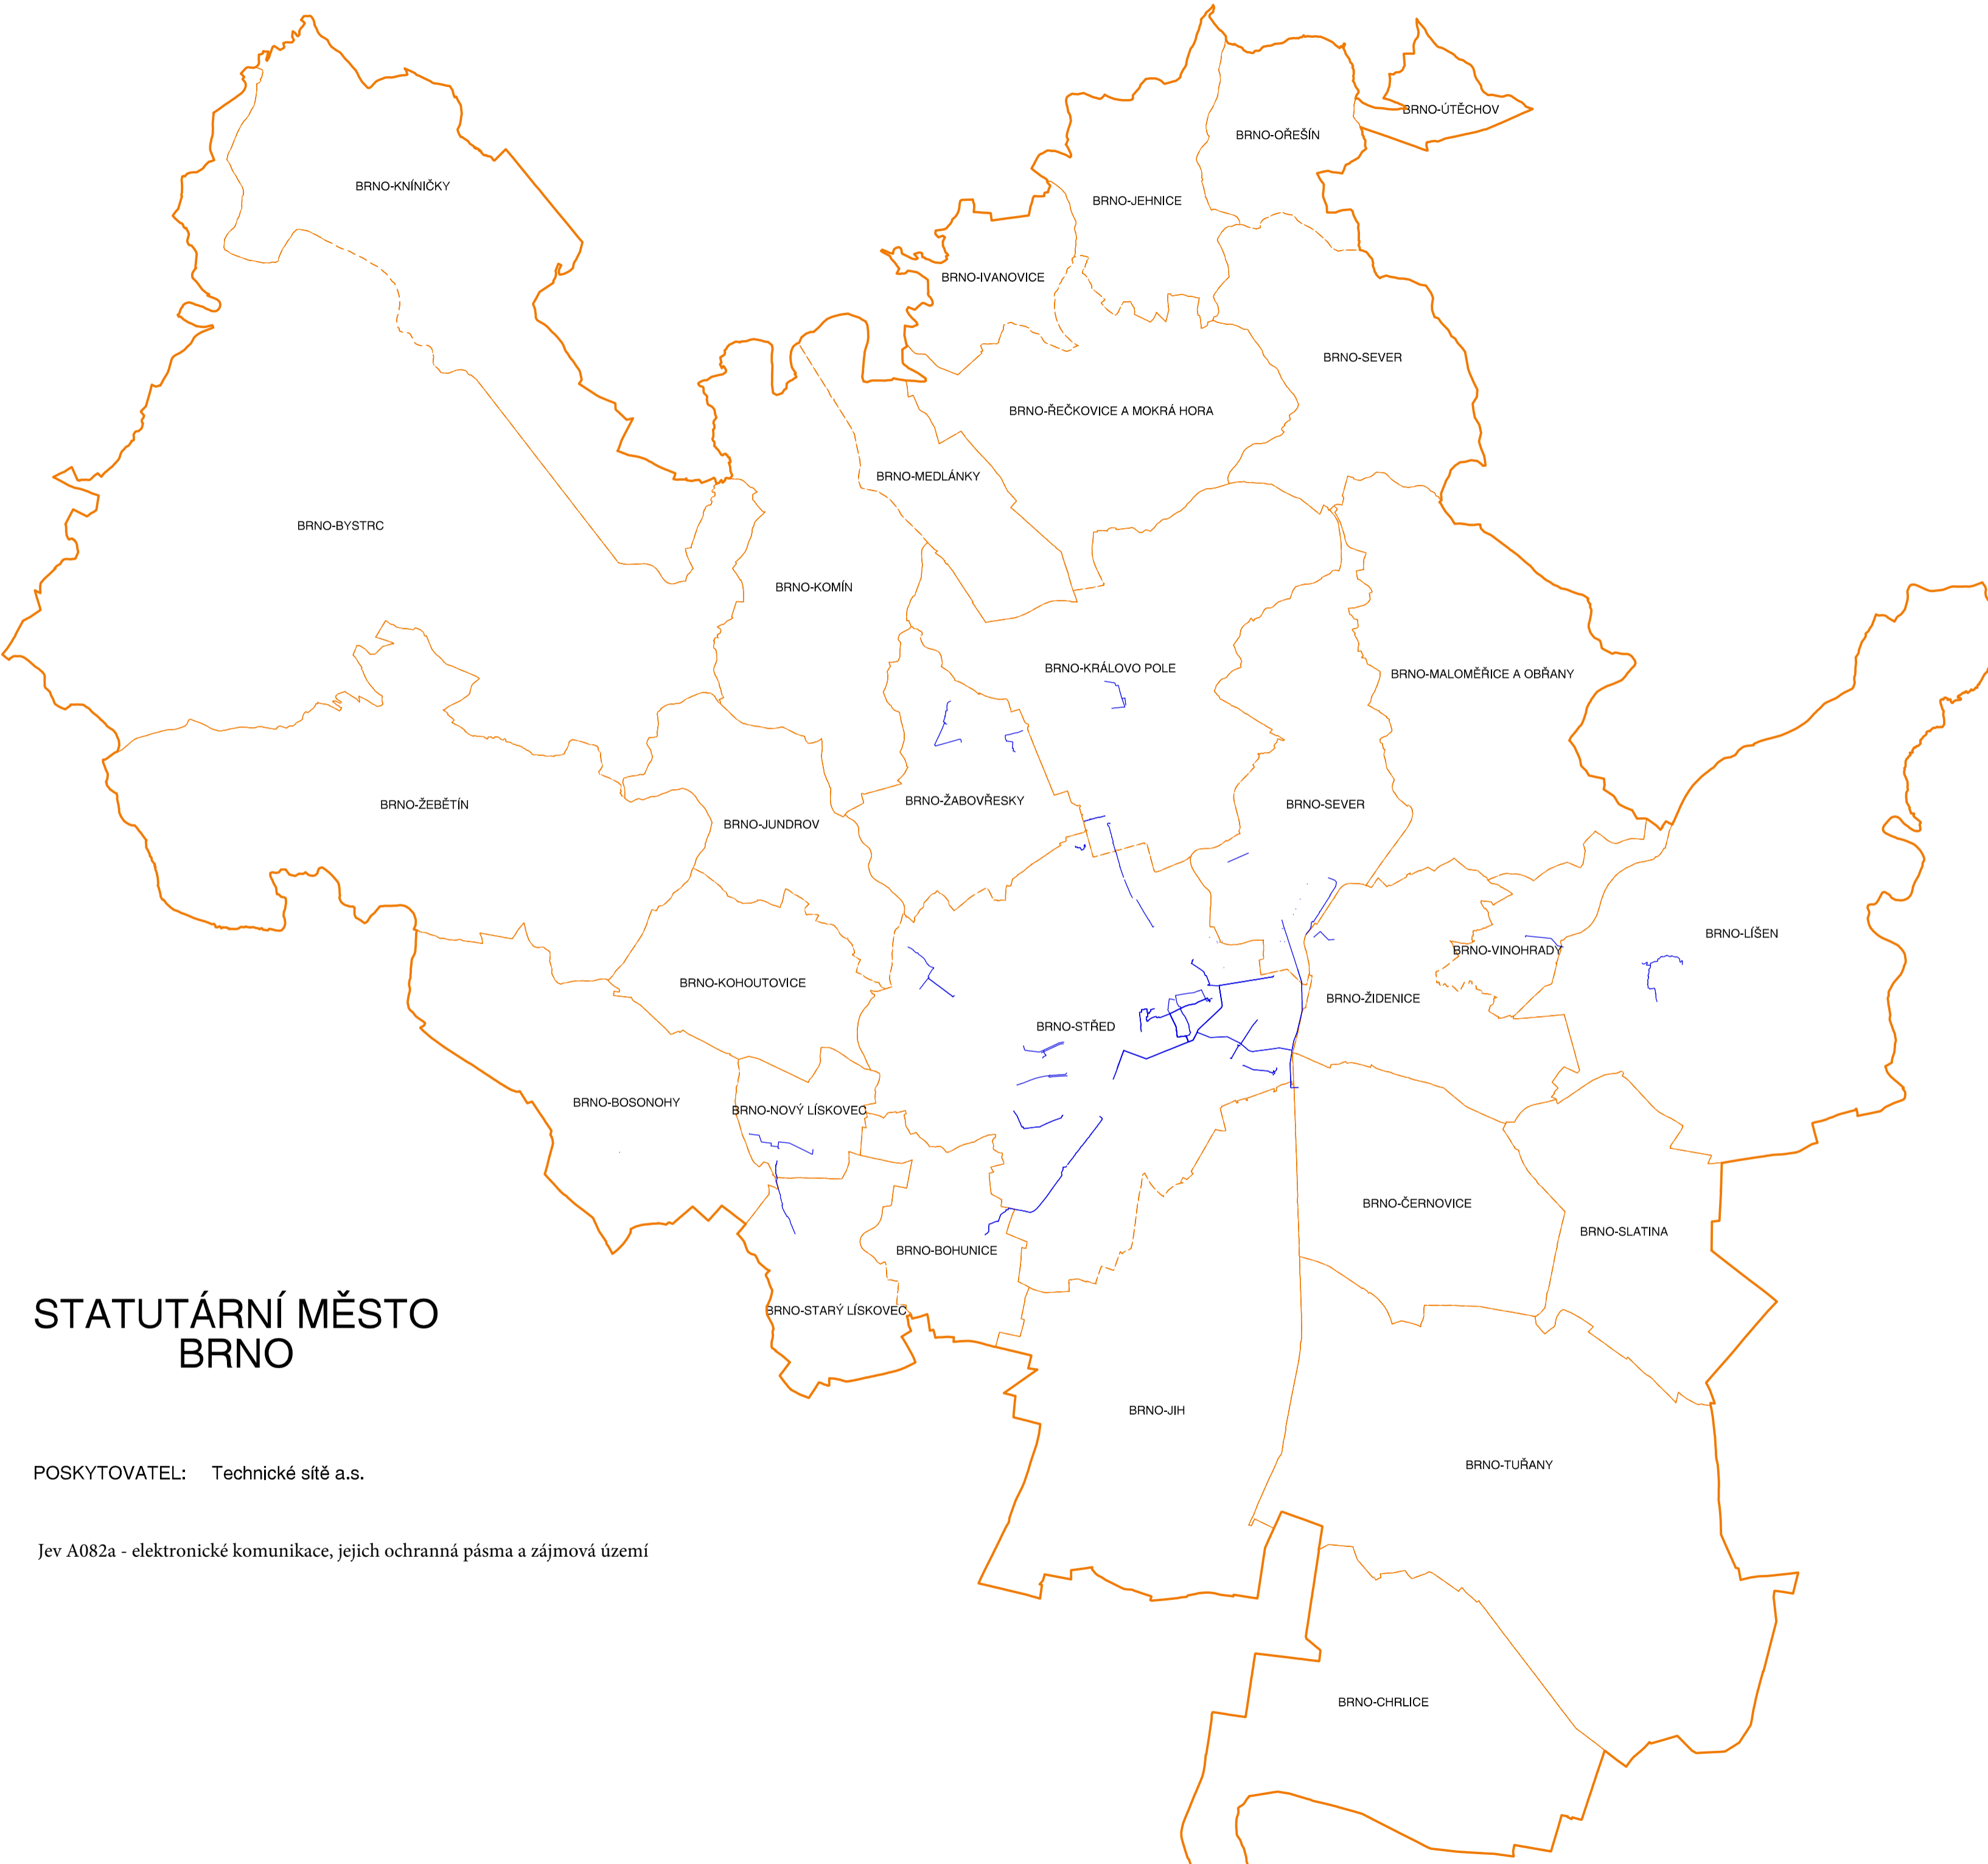 BRNO-ÚTĚCHOV
BRNO-OŘEŠÍN
BRNO-KNÍNIČKY
BRNO-JEHNICE
BRNO-IVANOVICE
BRNO-SEVER
BRNO-ŘEČKOVICE A MOKRÁ HORA
BRNO-MEDLÁNKY
BRNO-BYSTRC
BRNO-KOMÍN
BRNO-KRÁLOVO POLE
BRNO-MALOMĚŘICE A OBŘANY
BRNO-ŽEBĚTÍN
BRNO-ŽABOVŘESKY
BRNO-SEVER
BRNO-JUNDROV
BRNO-LÍŠEN
BRNO-VINOHRADY
BRNO-KOHOUTOVICE
BRNO-ŽIDENICE
BRNO-STŘED
BRNO-BOSONOHY
BRNO-NOVÝ LÍSKOVEC
BRNO-ČERNOVICE
BRNO-SLATINA
BRNO-BOHUNICE
BRNO-STARÝ LÍSKOVEC
STATUTÁRNÍ MĚSTO
BRNO
BRNO-JIH
BRNO-TUŘANY
POSKYTOVATEL: Technické sítě a.s.
Jev A082a - elektronické komunikace, jejich ochranná pásma a zájmová území
BRNO-CHRLICE